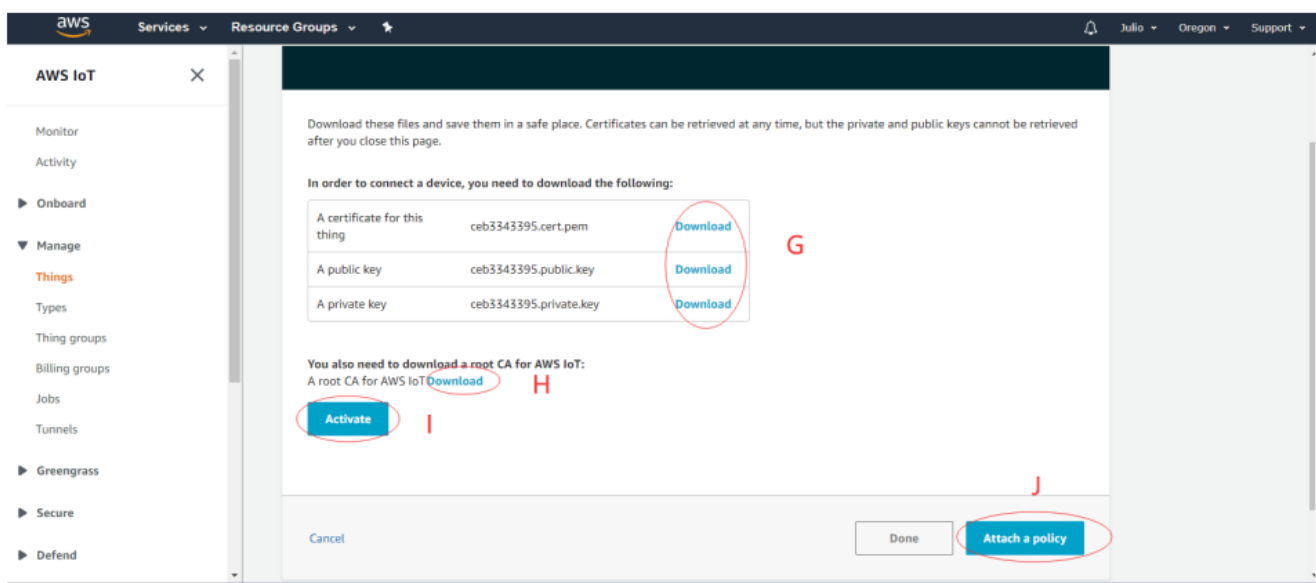 aws Services Resource Groups Julio Oregon Support
AWS IoT
Monitor
Activity
Onboard
Manage
Things
Types
Thing groups
Billing groups
Jobs
Tunnels
Greengrass
Secure
Defend
Download these files and save them in a safe place. Certificates can be retrieved at any time, but the private and public keys cannot be retrieved
after you close this page.
In order to connect a device, you need to download the following:
A certificate for this
thing
ceb3343395.cert.pem
Download
A public key
ceb3343395.public.key
Download
A private key
ceb3343395.private.key
Download
G
You also need to download a root CA for AWS IoT:
A root CA for AWS IoT Download
H
Activate
I
J
Cancel
Done
Attach a policy